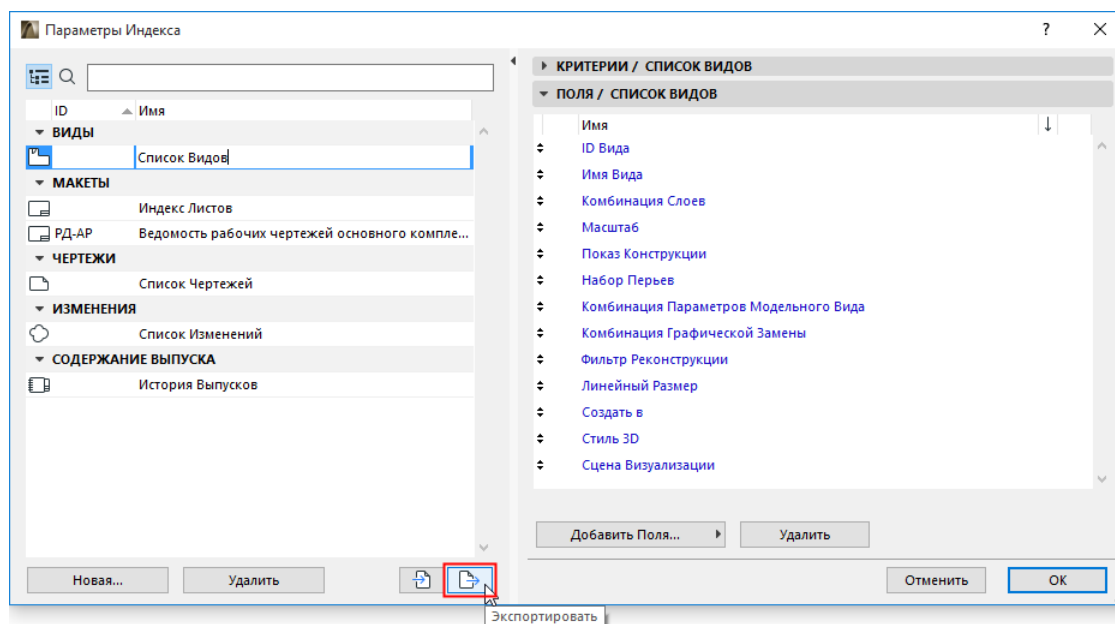 Параметры Индекса
?
ID Имя
ВИДЫ
Список Видов
МАКЕТЫ
Индекс Листов
РД-АР Ведомость рабочих чертежей основного компле...
ЧЕРТЕЖИ
Список Чертежей
ИЗМЕНЕНИЯ
Список Изменений
СОДЕРЖАНИЕ ВЫПУСКА
История Выпусков
Новая...
Удалить
Экспортировать
КРИТЕРИИ / СПИСОК ВИДОВ
ПОЛЯ / СПИСОК ВИДОВ
Имя
ID Вида
Имя Вида
Комбинация Слоев
Масштаб
Показ Конструкции
Набор Перьев
Комбинация Параметров Модельного Вида
Комбинация Графической Замены
Фильтр Реконструкции
Линейный Размер
Создать в
Стиль 3D
Сцена Визуализации
Добавить Поля...
Удалить
Отменить
ОК